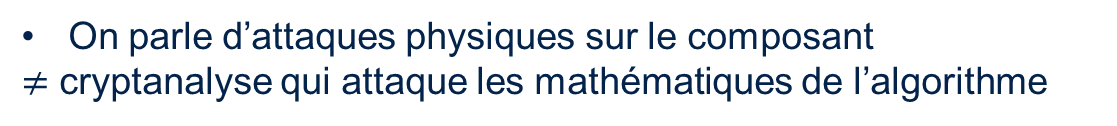 • On parle d’attaques physiques sur le composant
≠ cryptanalyse qui attaque les mathématiques de l’algorithme